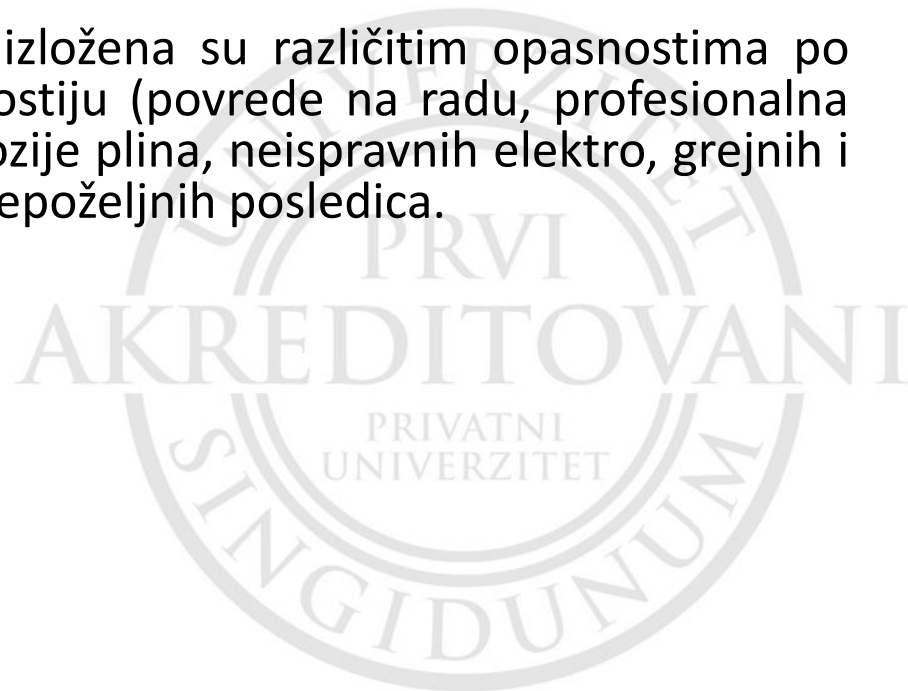 izložena su različitim opasnostima po
ostiju (povrede na radu, profesionalna
ozije plina, neispravnih elektro, grejnih i
epoželjnih posledica.
UNIVERZITET
PRVI
AKREDITOVANI
PRIVATNI
UNIVERZITET
SINGIDUNUM